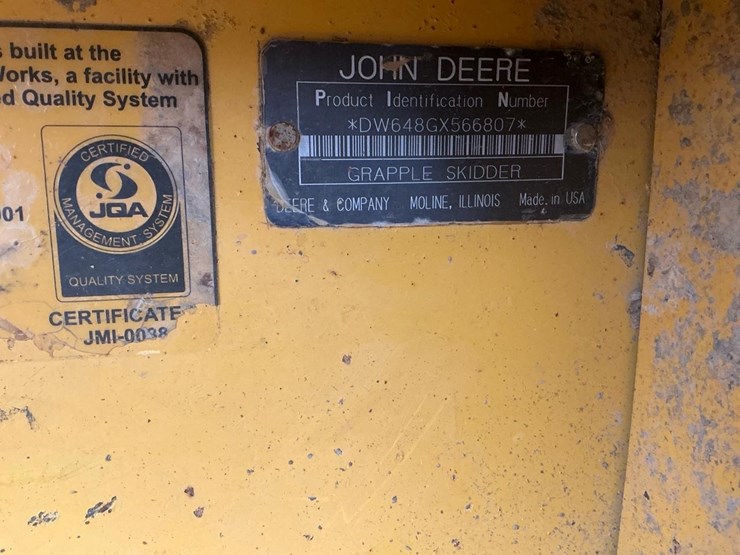 built at the
Works, a facility with
d Quality System
CERTIFIED
JQA
MANAGEMENT SYSTEM
QUALITY SYSTEM
001
CERTIFICATE
JMI-0038
JOHN DEERE
Product Identification Number
*DW648GX566807*
GRAPPLE SKIDDER
DEERE & COMPANY MOLINE, ILLINOIS Made in USA